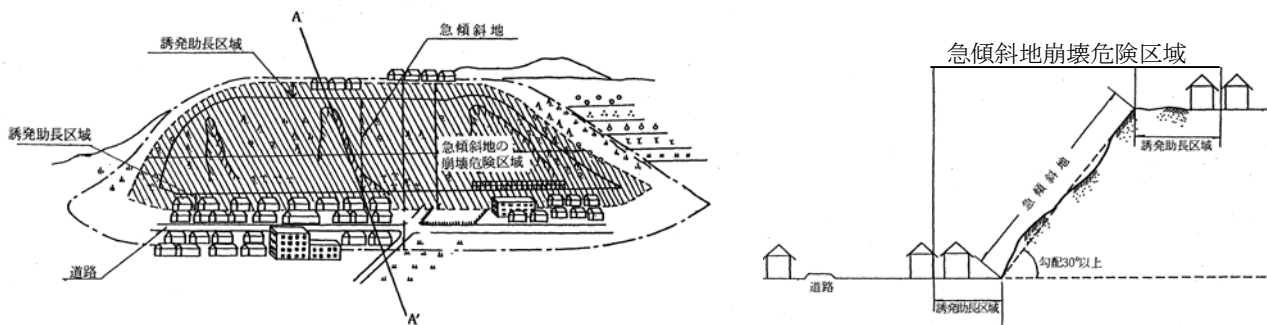 A
誘発助長区域
急傾斜地
誘発助長区域
急傾斜地の
崩壊危険区域
道路
A'
急傾斜地崩壊危険区域
誘発助長区域
急傾斜地
勾配30°以上
道路
誘発助長区域